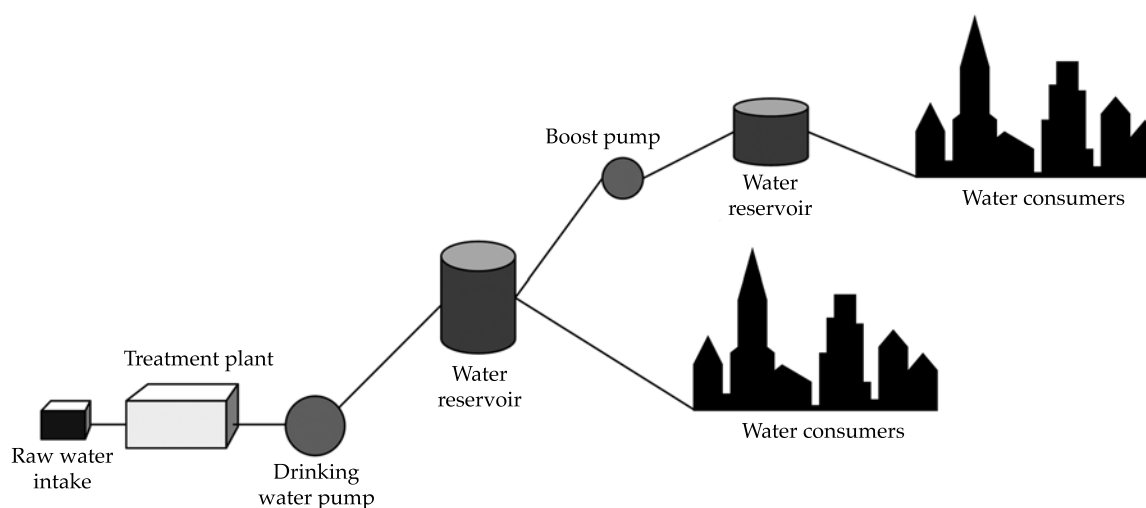 Boost pump
Water
reservoir
Water consumers
Treatment plant
Water
reservoir
Water consumers
Raw water
intake
Drinking
water pump